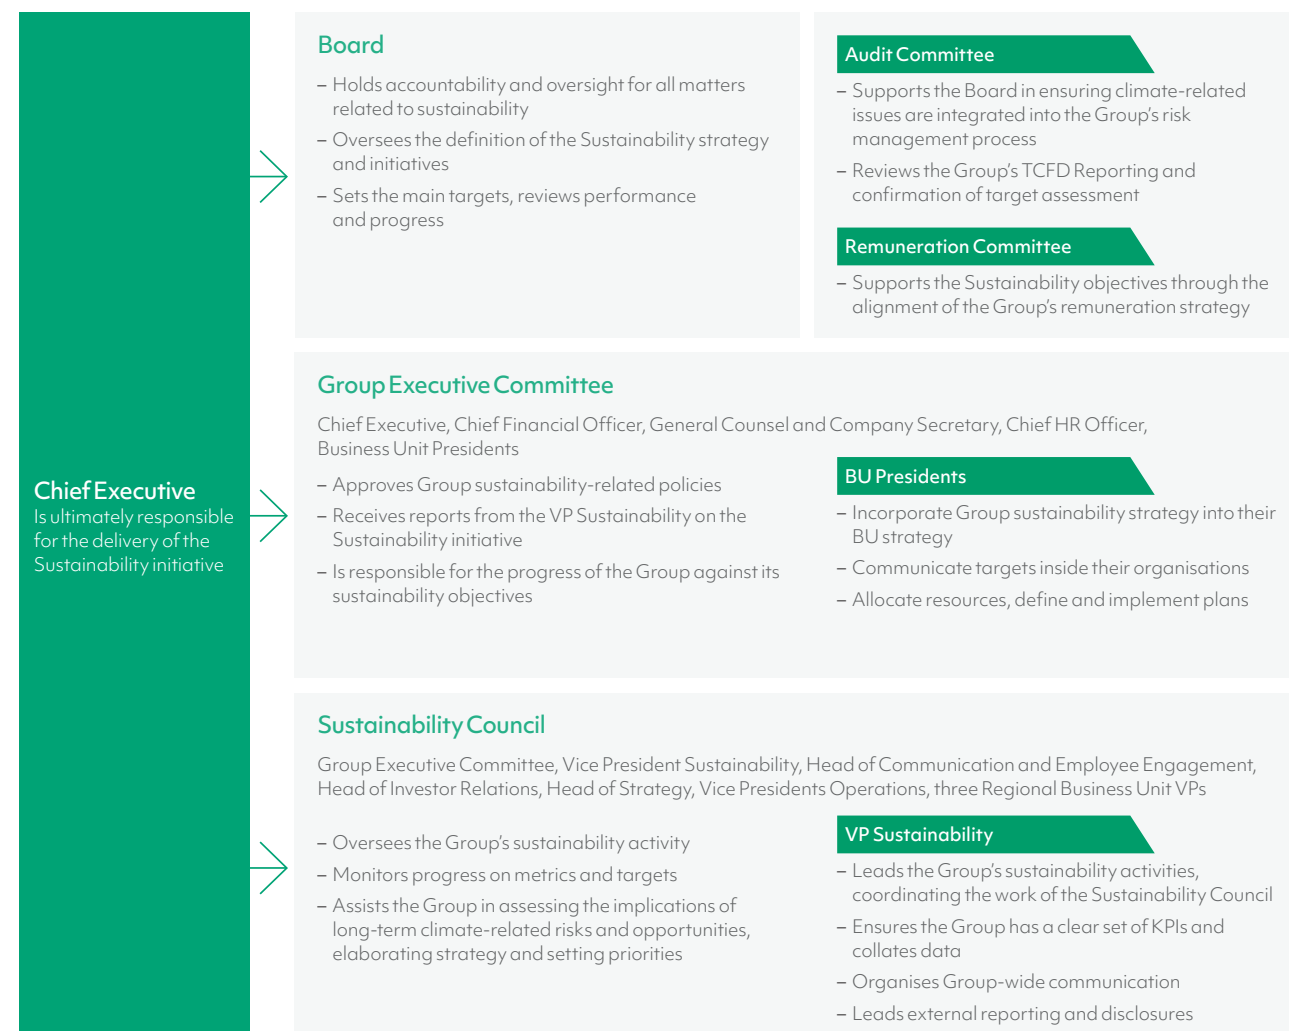 Chief Executive
Is ultimately responsible
for the delivery of the
Sustainability initiative
Board
– Holds accountability and oversight for all matters
related to sustainability
– Oversees the definition of the Sustainability strategy
and initiatives
– Sets the main targets, reviews performance
and progress
Audit Committee
– Supports the Board in ensuring climate-related
issues are integrated into the Group’s risk
management process
– Reviews the Group’s TCFD Reporting and
confirmation of target assessment
Remuneration Committee
– Supports the Sustainability objectives through the
alignment of the Group’s remuneration strategy
Group Executive Committee
Chief Executive, Chief Financial Officer, General Counsel and Company Secretary, Chief HR Officer,
Business Unit Presidents
– Approves Group sustainability-related policies
– Receives reports from the VP Sustainability on the
Sustainability initiative
– Is responsible for the progress of the Group against its
sustainability objectives
BU Presidents
– Incorporate Group sustainability strategy into their
BU strategy
– Communicate targets inside their organisations
– Allocate resources, define and implement plans
Sustainability Council
Group Executive Committee, Vice President Sustainability, Head of Communication and Employee Engagement,
Head of Investor Relations, Head of Strategy, Vice Presidents Operations, three Regional Business Unit VPs
– Oversees the Group’s sustainability activity
– Monitors progress on metrics and targets
– Assists the Group in assessing the implications of
long-term climate-related risks and opportunities,
elaborating strategy and setting priorities
VP Sustainability
– Leads the Group’s sustainability activities,
coordinating the work of the Sustainability Council
– Ensures the Group has a clear set of KPIs and
collates data
– Organises Group-wide communication
– Leads external reporting and disclosures